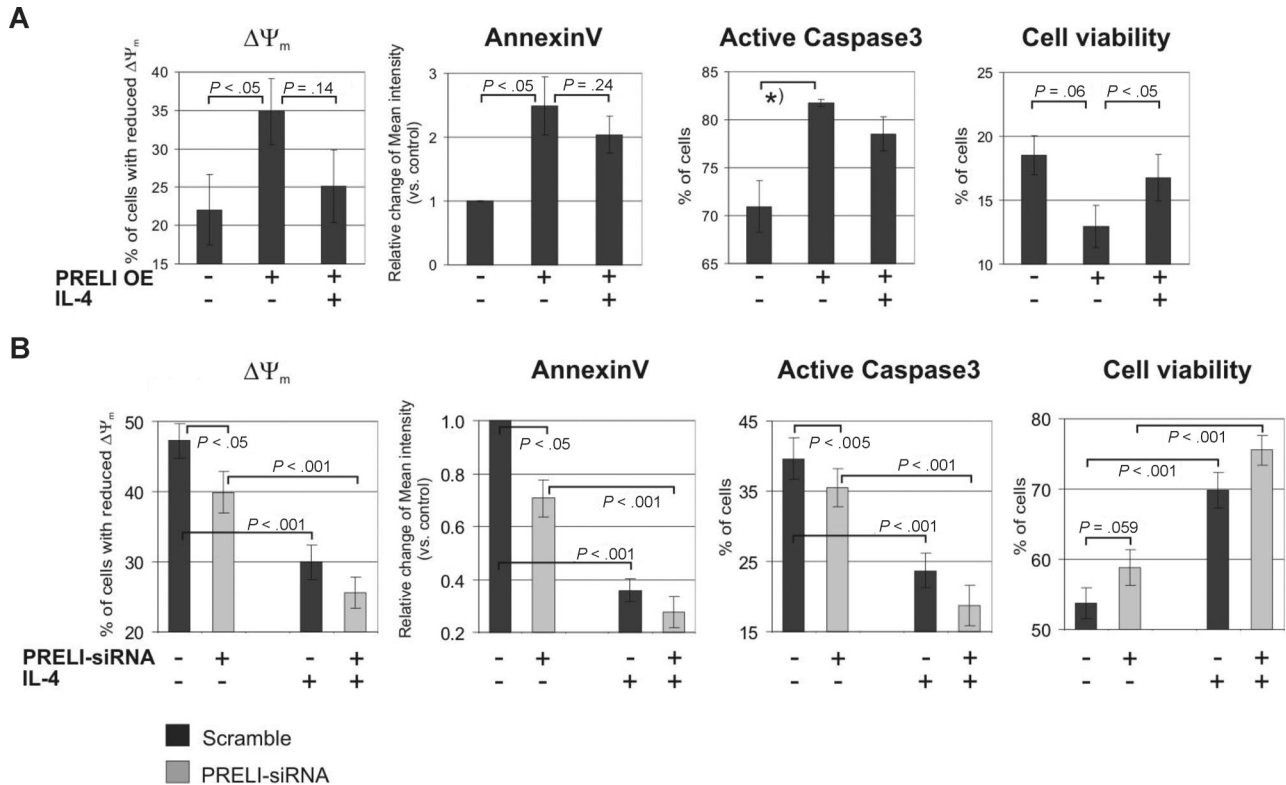 A
ΔΨm
AnnexinV
Active Caspase3
Cell viability
% of cells with reduced ΔΨm
40
35
30
25
20
15
P < .05
P = .14
Relative change of Mean intensity
(vs. control)
3
2
1
0
P < .05
P = .24
% of cells
85
80
75
70
65
*)
% of cells
25
20
15
10
P = .06
P < .05
PRELI OE - + + - + + - + + - + +
IL-4 - - + - - + - - + - - +
B
ΔΨm
AnnexinV
Active Caspase3
Cell viability
% of cells with reduced ΔΨm
50
40
30
20
P < .05
P < .001
P < .001
Relative change of Mean intensity
(vs. control)
1.0
0.8
0.6
0.4
0.2
P < .05
P < .001
P < .001
% of cells
45
35
25
15
P < .005
P < .001
P < .001
% of cells
80
70
60
50
P < .001
P < .001
P = .059
PRELI-siRNA - + - + - + - + - + - + - + - +
IL-4 - - + + - - + + - - + + - - + +
Scramble
PRELI-siRNA